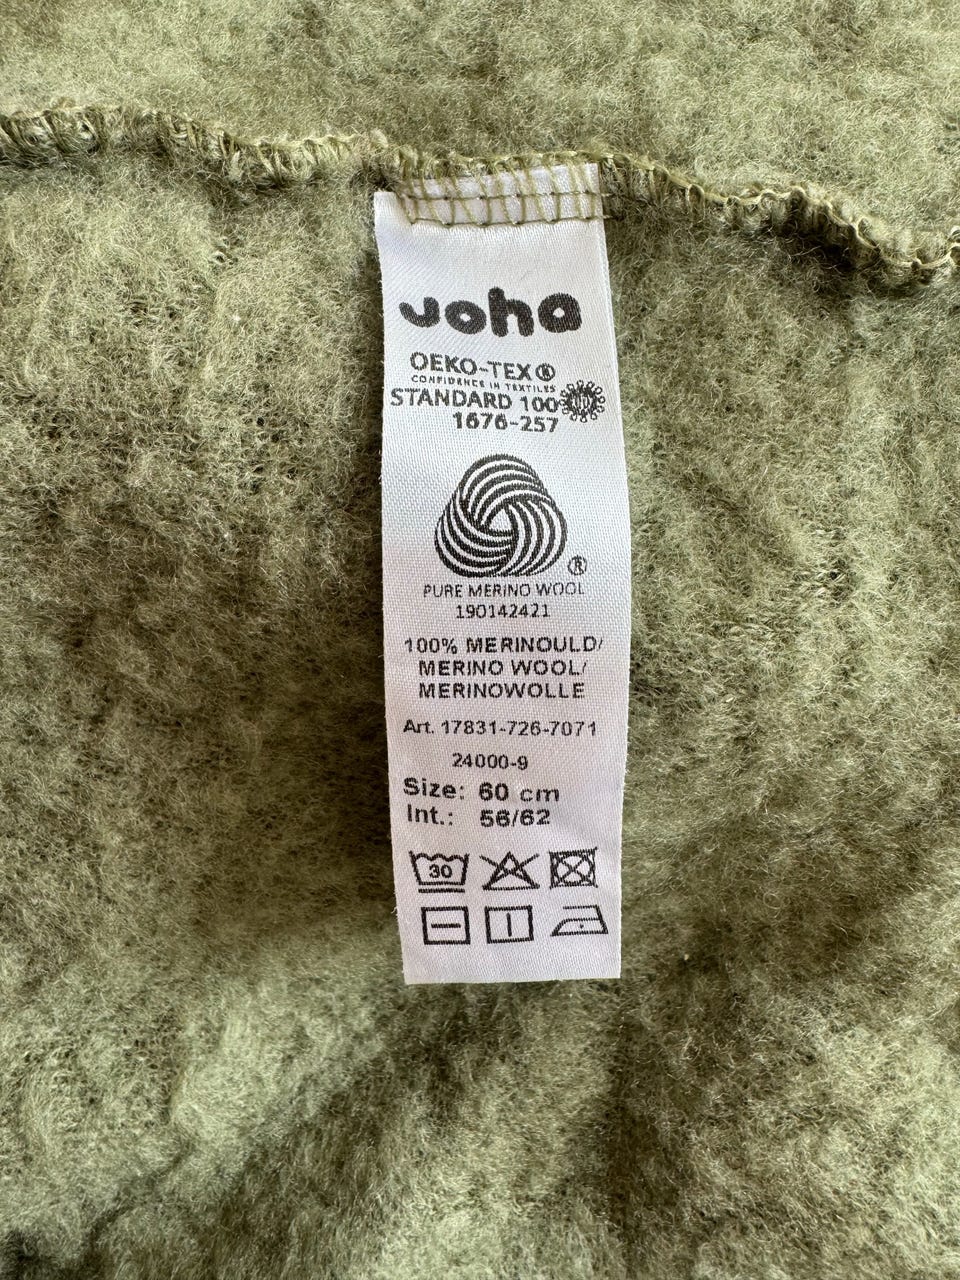 Joha
OEKO-TEX®
CONFIDENCE IN TEXTILES
STANDARD 100
1676-257
®
PURE MERINO WOOL
190142421
100% MERINOULD/
MERINO WOOL/
MERINOWOLLE
Art. 17831-726-7071
24000-9
Size: 60 cm
Int.: 56/62
30